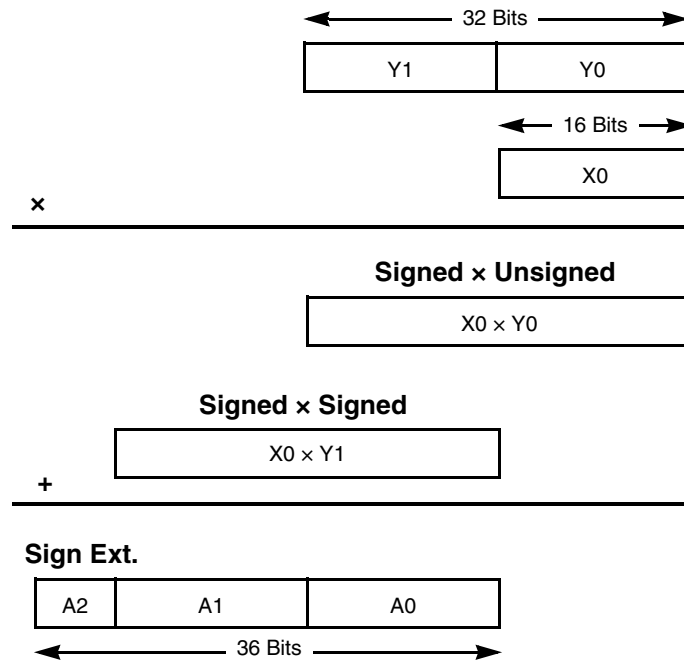 32 Bits
Y1 Y0
16 Bits
X0
×
Signed × Unsigned
X0 × Y0
Signed × Signed
X0 × Y1
+
Sign Ext.
A2 A1 A0
36 Bits